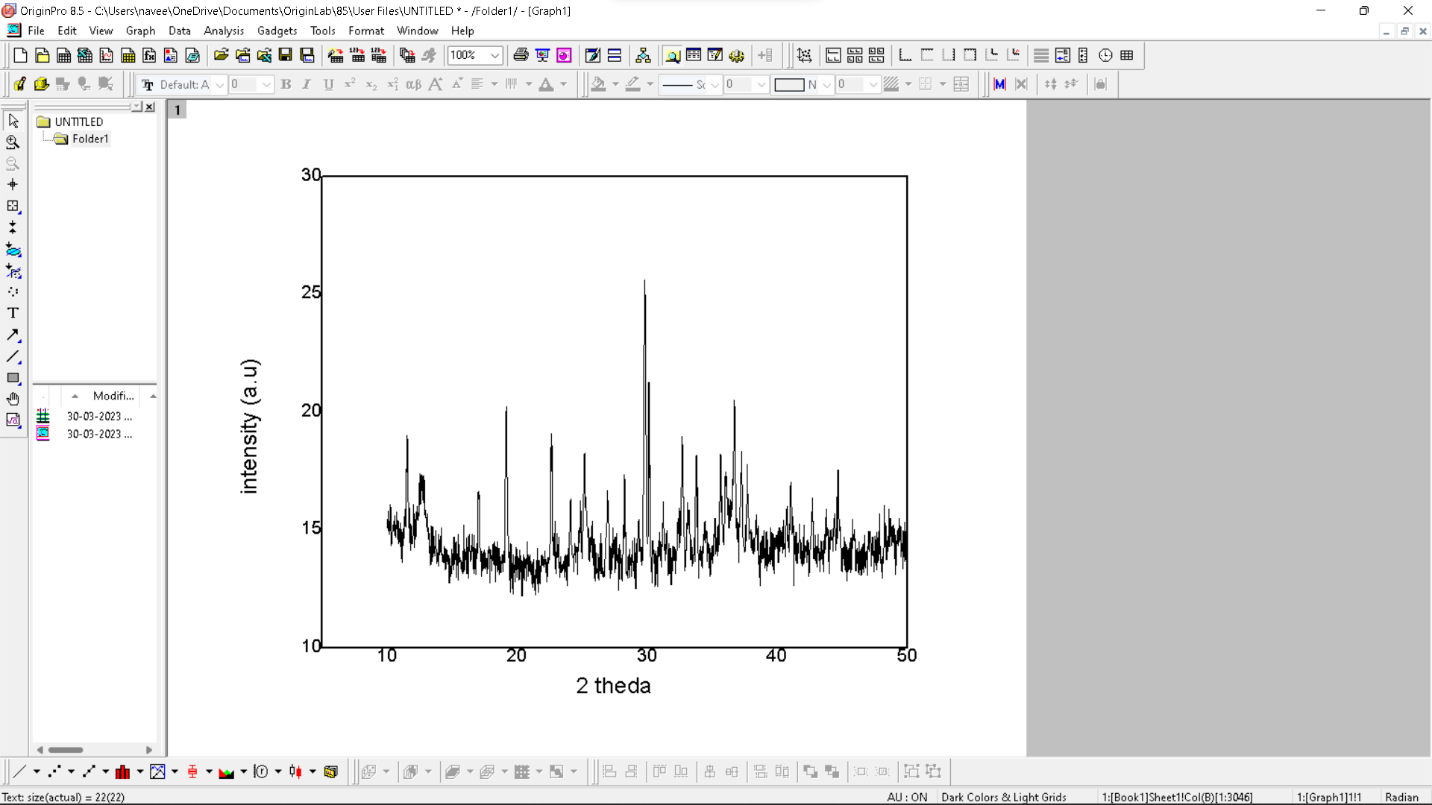 OriginPro 8.5 - C:\Users\navee\OneDrive\Documents\OriginLab\85\User Files\UNTITLED * - /Folder1/ - [Graph1]
File Edit View Graph Data Analysis Gadgets Tools Format Window Help
100%
Default: A 0 B I U αβ A A A 0 N 0
UNTITLED
Folder1
Modifi...
30-03-2023 ...
30-03-2023 ...
1
30
25
20
15
10
intensity (a.u)
10 20 30 40 50
2 theda
Text: size(actual) = 22(22) AU : ON Dark Colors & Light Grids 1:[Book1]Sheet1!Col(B)[1:3046] 1:[Graph1]1!1 Radian